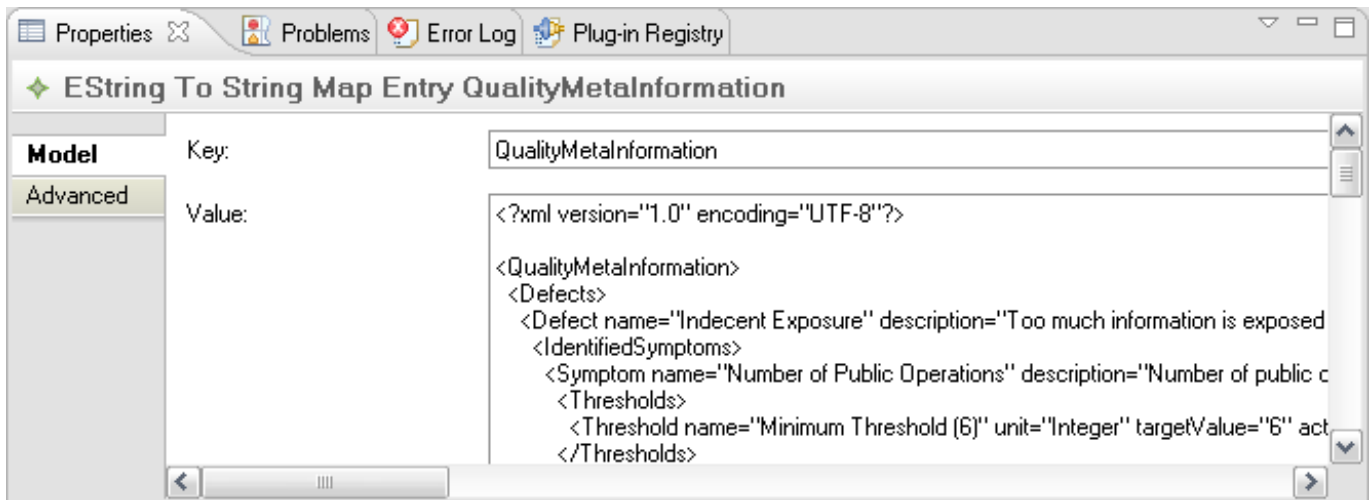 Properties Problems Error Log Plug-in Registry
EString To String Map Entry QualityMetaInformation
Model
Advanced
Key: QualityMetaInformation
Value: <?xml version="1.0" encoding="UTF-8"?>
<QualityMetaInformation>
<Defects>
<Defect name="Indecent Exposure" description="Too much information is exposed
<IdentifiedSymptoms>
<Symptom name="Number of Public Operations" description="Number of public
<Thresholds>
<Threshold name="Minimum Threshold (6)" unit="Integer" targetValue="6" act
</Thresholds>